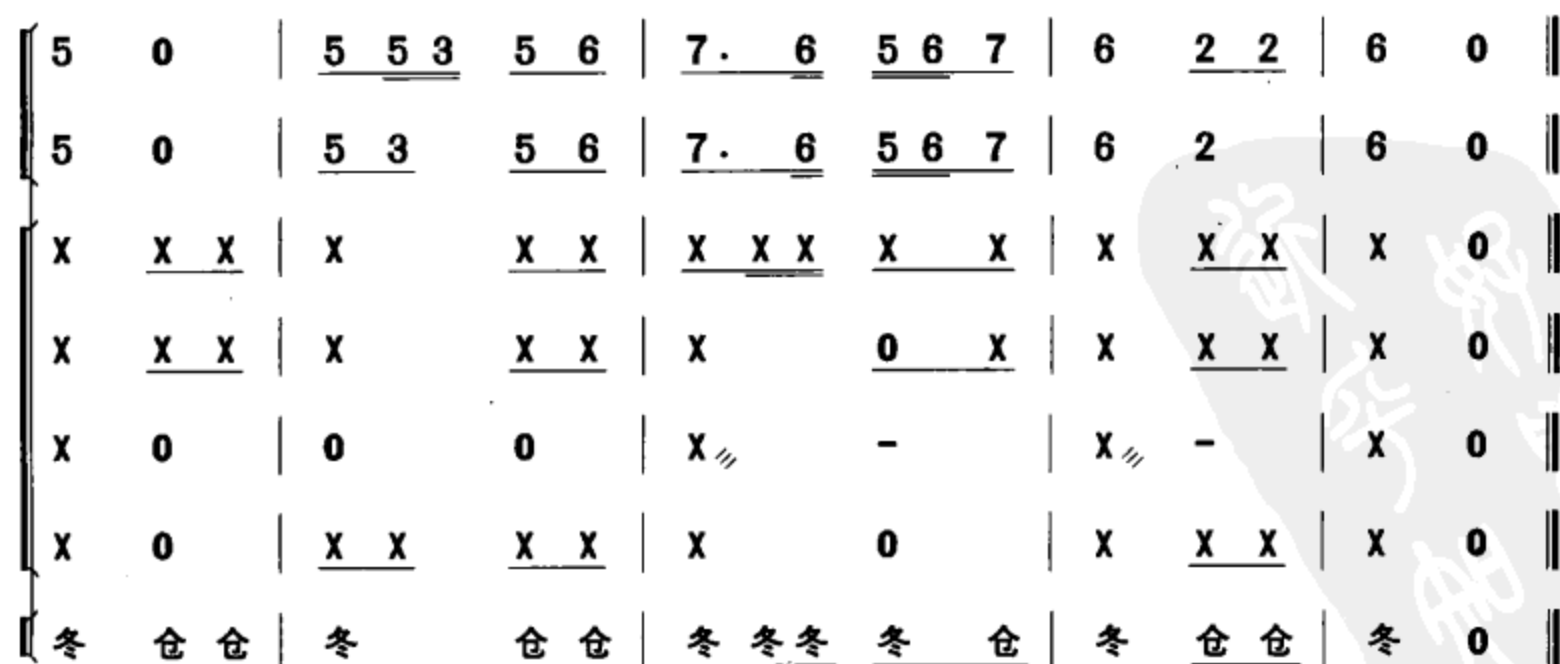 5 0 | 5 5 3 5 6 | 7· 6 5 6 7 | 6 2 2 | 6 0 ‖
5 0 | 5 3 5 6 | 7· 6 5 6 7 | 6 2 | 6 0 ‖
X X X | X X X | X X X X X | X X X | X 0 ‖
X X X | X X X | X 0 X | X X X | X 0 ‖
X 0 | 0 0 | X - | X - | X 0 ‖
X 0 | X X X X | X 0 | X X X | X 0 ‖
冬 仓 仓 | 冬 仓 仓 | 冬 冬 冬 冬 仓 | 冬 仓 仓 | 冬 0 ‖